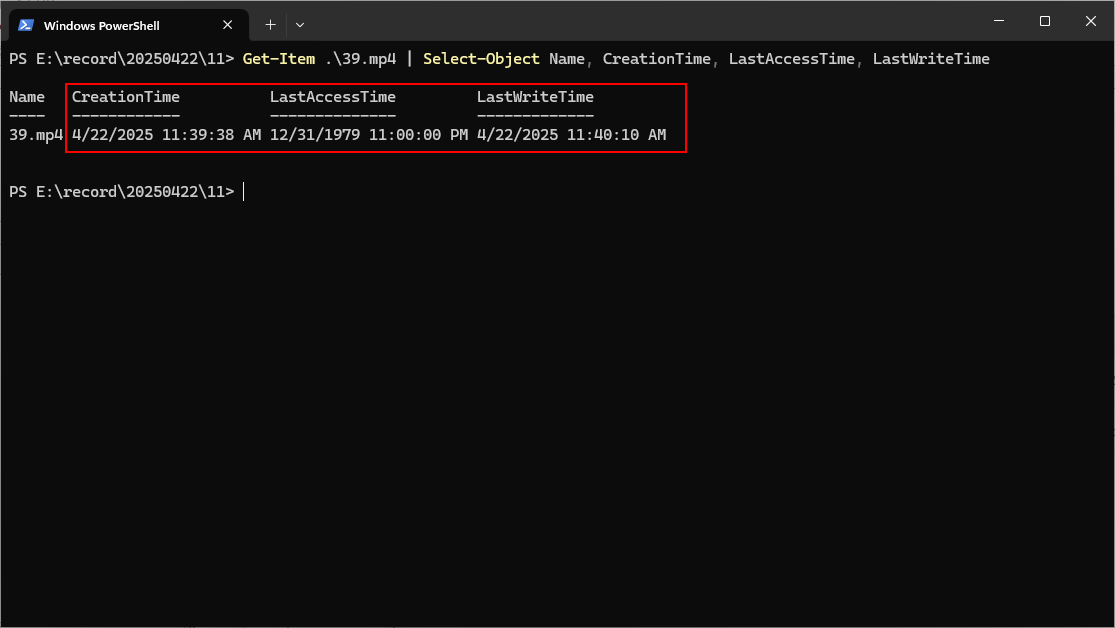 Windows PowerShell
PS E:\record\20250422\11> Get-Item .\39.mp4 | Select-Object Name, CreationTime, LastAccessTime, LastWriteTime
Name CreationTime LastAccessTime LastWriteTime
---- ------------ -------------- -------------
39.mp4 4/22/2025 11:39:38 AM 12/31/1979 11:00:00 PM 4/22/2025 11:40:10 AM
PS E:\record\20250422\11>